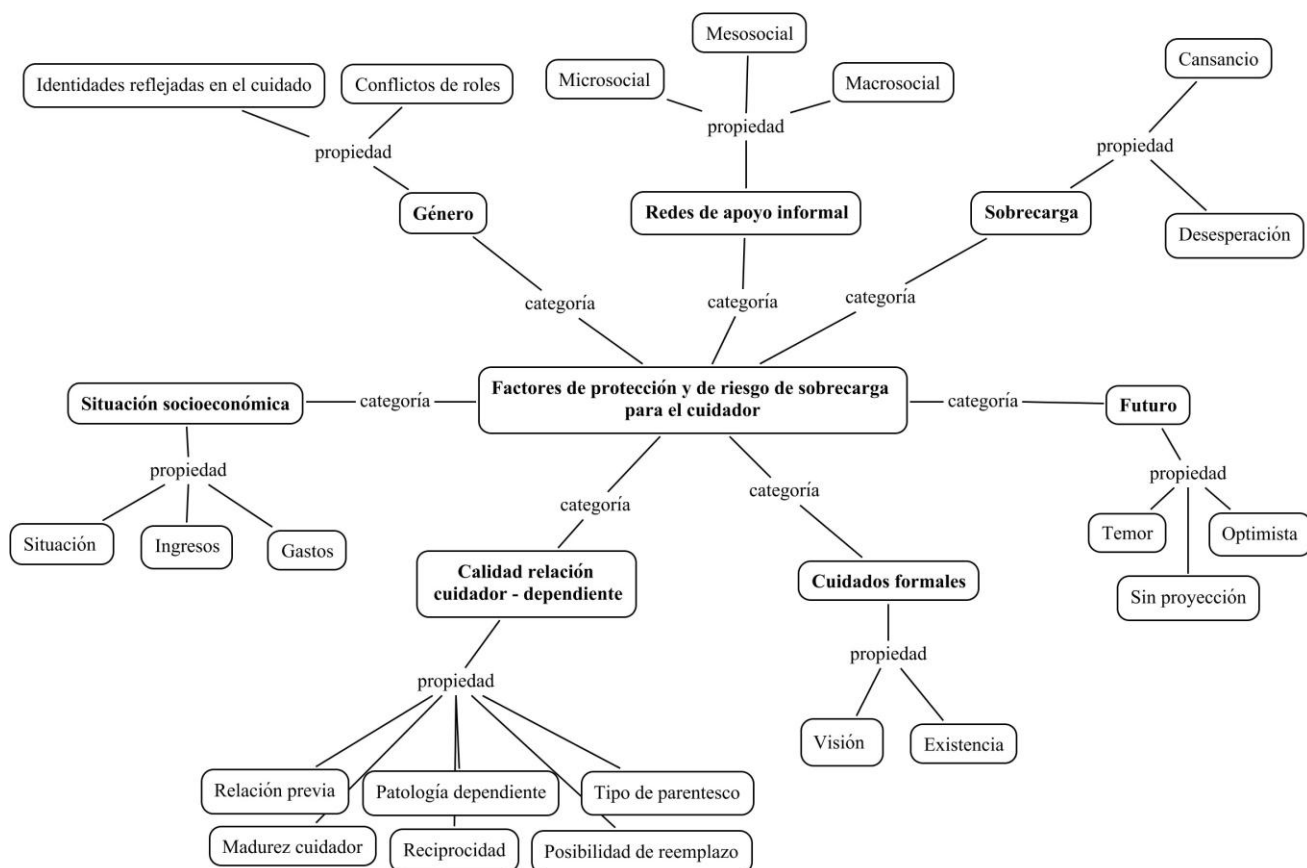 Mesosocial
Identidades reflejadas en el cuidado
Conflictos de roles
Microsocial
Macrosocial
Cansancio
propiedad
propiedad
propiedad
Género
Redes de apoyo informal
Sobrecarga
Desesperación
categoría
categoría
categoría
Situación socioeconómica
categoría
Factores de protección y de riesgo de sobrecarga
para el cuidador
categoría
Futuro
propiedad
propiedad
Situación
Ingresos
Gastos
categoría
categoría
Temor
Optimista
Sin proyección
Calidad relación
cuidador - dependiente
Cuidados formales
propiedad
propiedad
Visión
Existencia
Relación previa
Patología dependiente
Tipo de parentesco
Madurez cuidador
Reciprocidad
Posibilidad de reemplazo